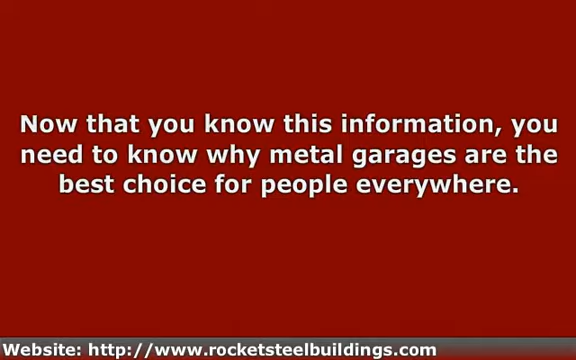 Now that you know this information, you
need to know why metal garages are the
best choice for people everywhere.
Website: http://www.rocketsteelbuildings.com